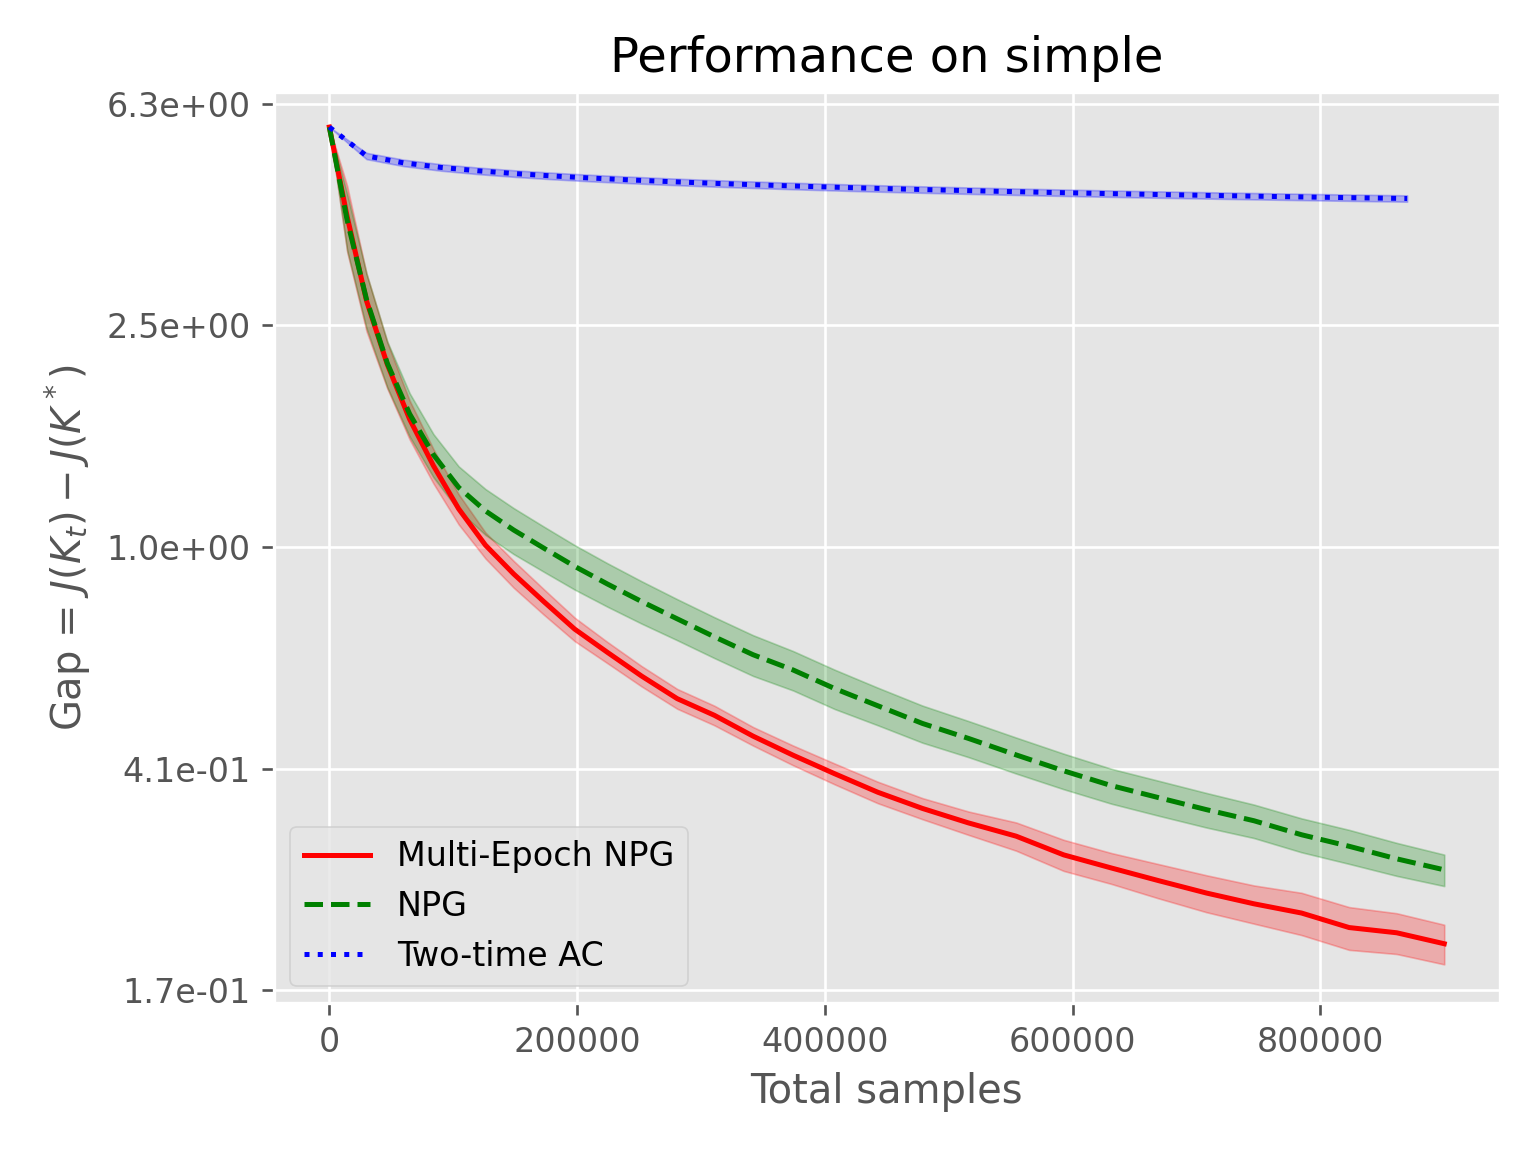 Performance on simple
6.3e+00
2.5e+00
1.0e+00
4.1e-01
1.7e-01
Gap = J(K_t) − J(K^*)
Multi-Epoch NPG
NPG
Two-time AC
0 200000 400000 600000 800000
Total samples